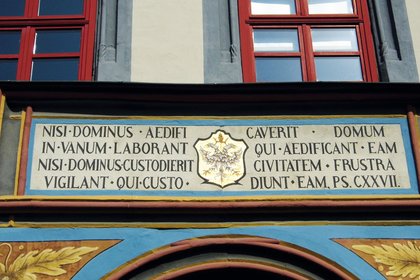 NISI · DOMINUS · AEDIFI CAVERIT · DOMUM
IN · VANUM · LABORANT QUI · AEDIFICANT · EAM
NISI · DOMINUS · CUSTODIERIT CIVITATEM · FRUSTRA
VIGILANT · QUI · CUSTO · DIUNT · EAM, PS. CXXVII.